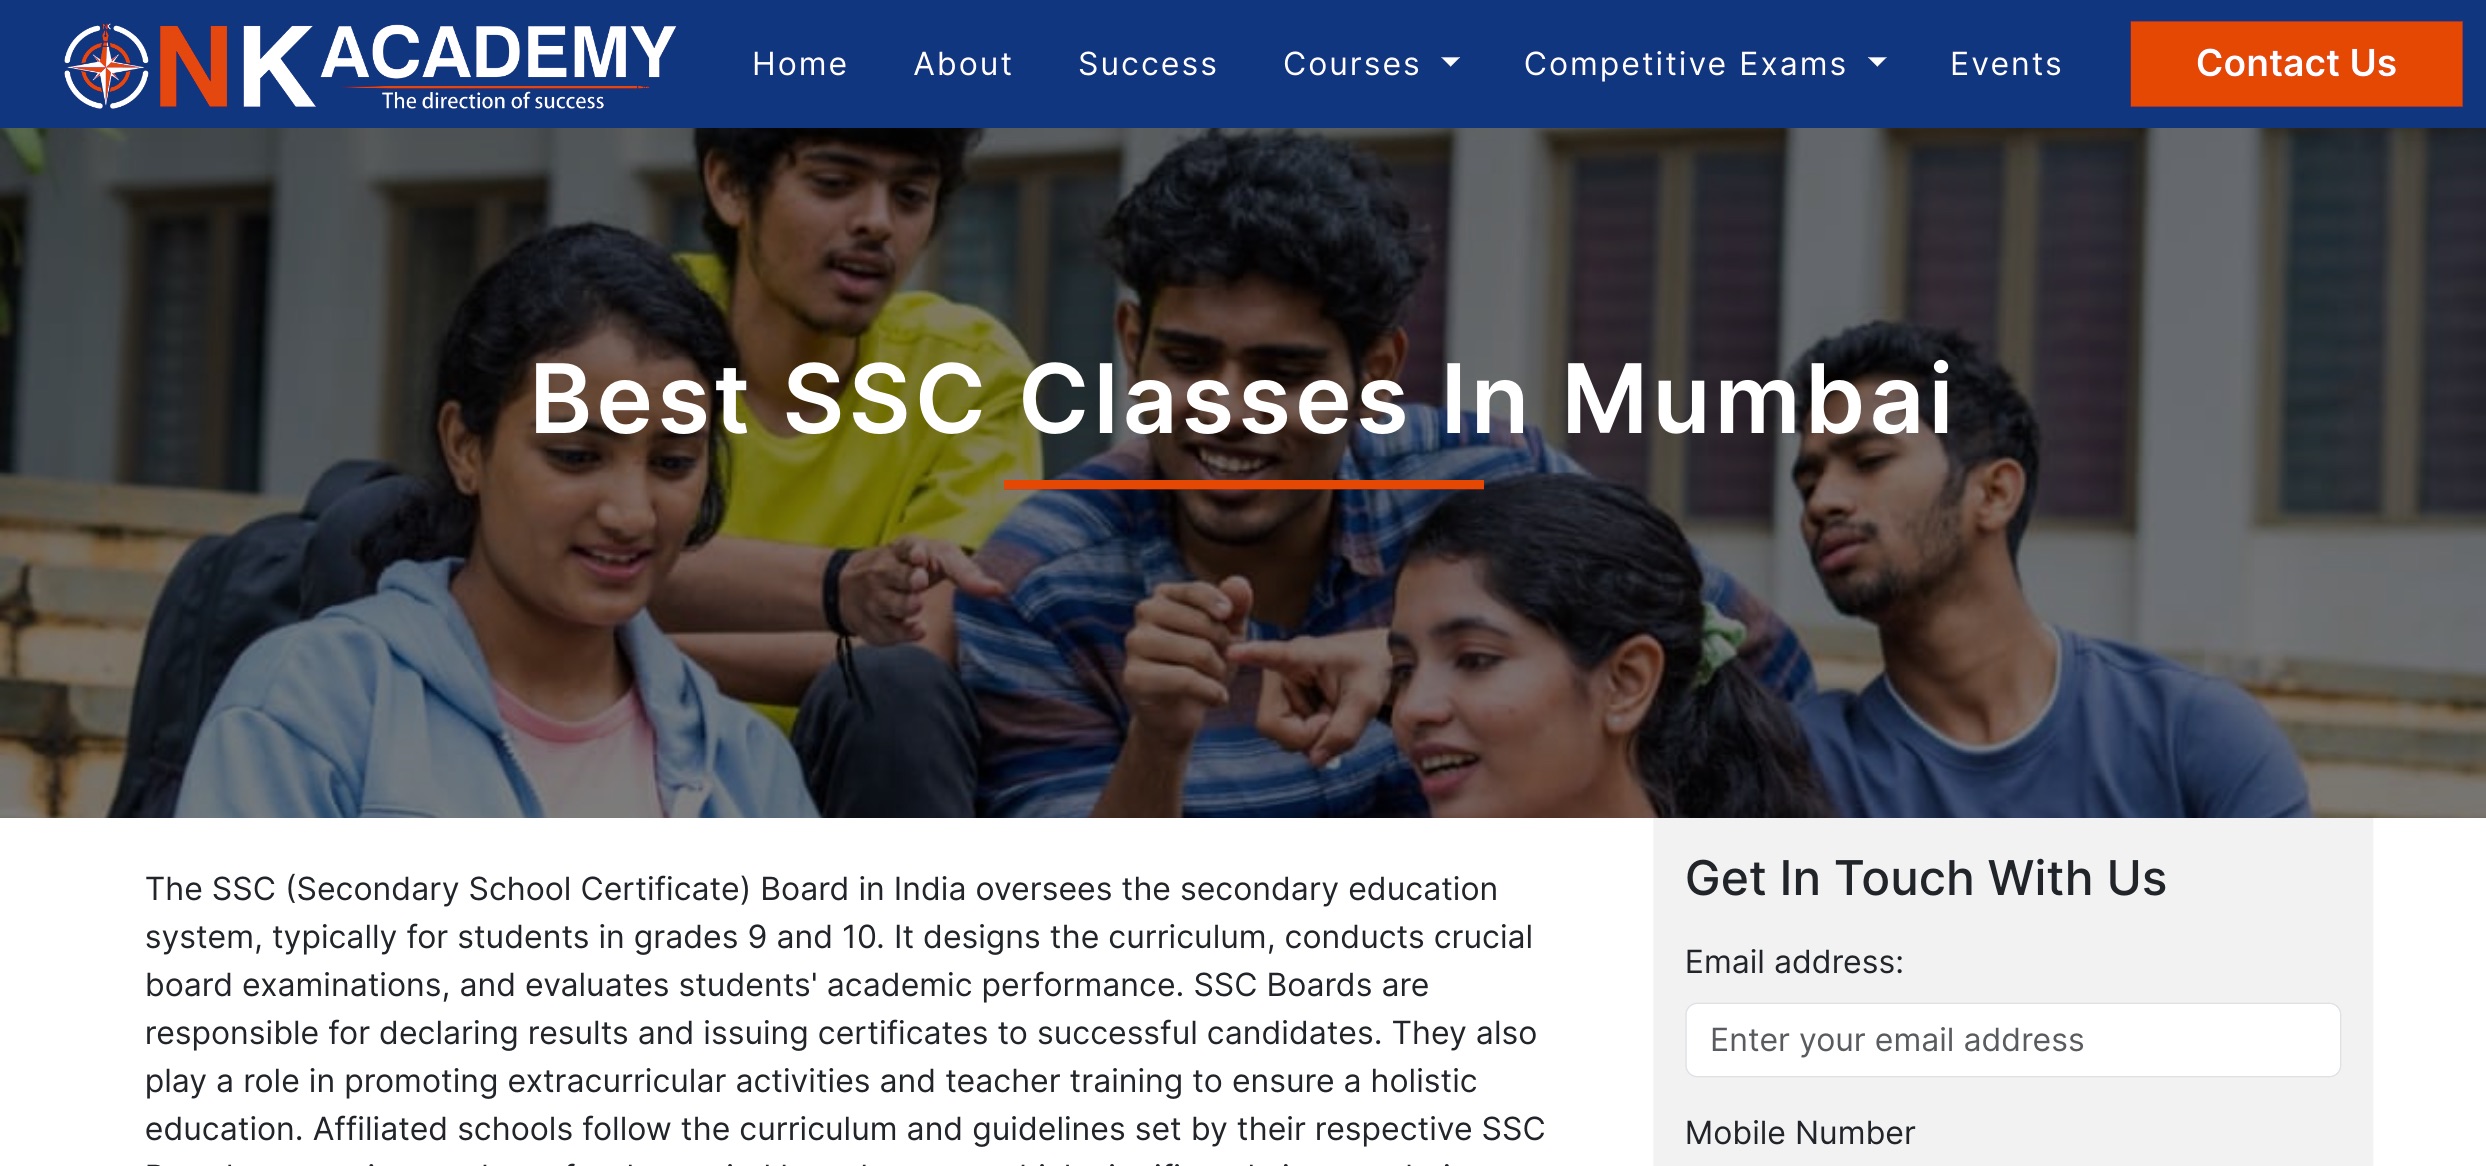 NK ACADEMY
The direction of success
Home About Success Courses Competitive Exams Events Contact Us
Best SSC Classes In Mumbai
The SSC (Secondary School Certificate) Board in India oversees the secondary education
system, typically for students in grades 9 and 10. It designs the curriculum, conducts crucial
board examinations, and evaluates students' academic performance. SSC Boards are
responsible for declaring results and issuing certificates to successful candidates. They also
play a role in promoting extracurricular activities and teacher training to ensure a holistic
education. Affiliated schools follow the curriculum and guidelines set by their respective SSC
Get In Touch With Us
Email address:
Enter your email address
Mobile Number